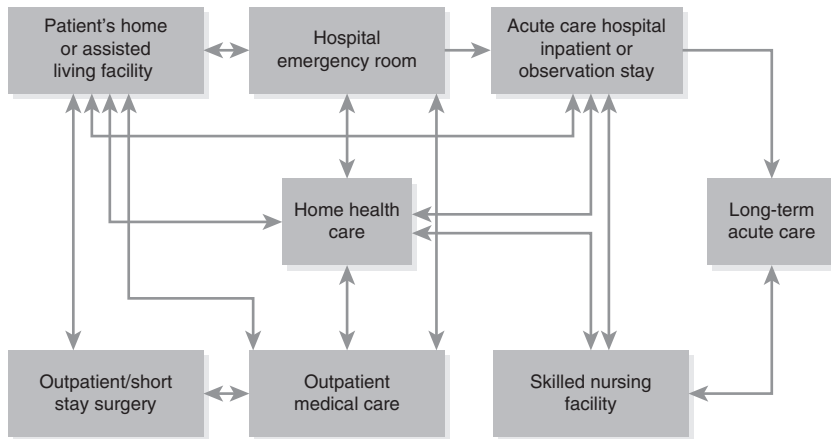 Patient's home
or assisted
living facility
Hospital
emergency room
Acute care hospital
inpatient or
observation stay
Home health
care
Long-term
acute care
Outpatient/short
stay surgery
Outpatient
medical care
Skilled nursing
facility